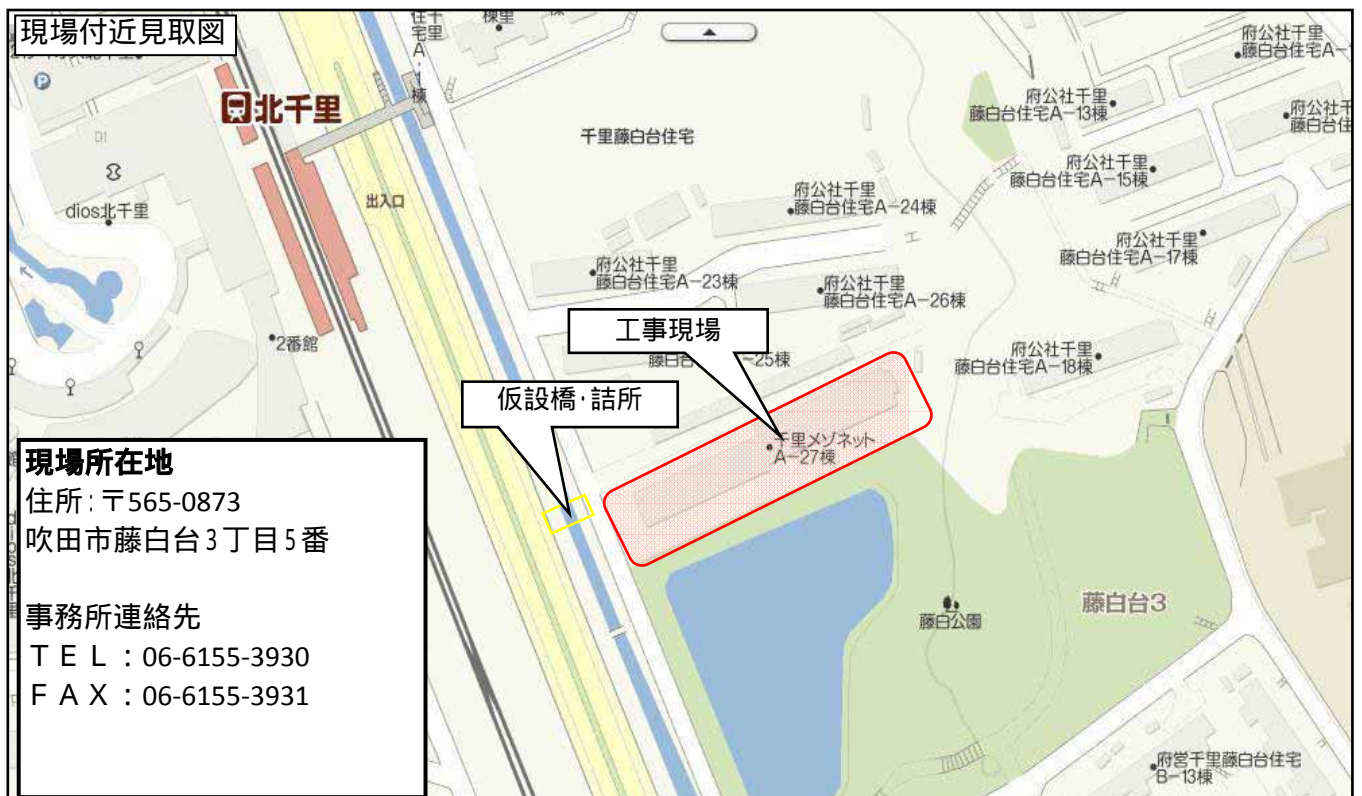 現場付近見取図
北千里
dios北千里
出入口
2番館
千里藤白台住宅
府公社千里
藤白台住宅A-13棟
府公社千里
藤白台住宅A-15棟
府公社千里
藤白台住宅A-17棟
府公社千里
藤白台住宅A-18棟
府公社千里
藤白台住宅A-24棟
府公社千里
藤白台住宅A-23棟
府公社千里
藤白台住宅A-26棟
工事現場
仮設橋・詰所
千里メゾネット
A-27棟
藤白公園
藤白台3
府営千里藤白台住宅
B-13棟
現場所在地
住所:〒565-0873
吹田市藤白台3丁目5番
事務所連絡先
TEL:06-6155-3930
FAX:06-6155-3931